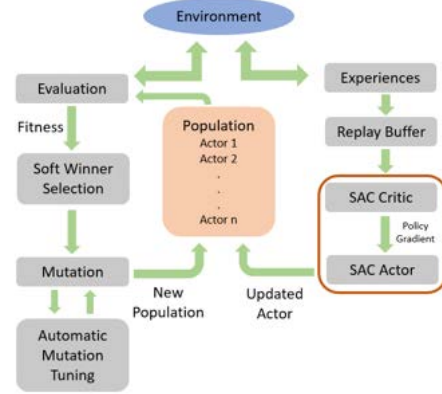 Environment
Evaluation
Experiences
Fitness
Population
Actor 1
Actor 2
.
.
.
Actor n
Replay Buffer
Soft Winner
Selection
SAC Critic
Policy
Gradient
Mutation
SAC Actor
New
Population
Updated
Actor
Automatic
Mutation
Tuning